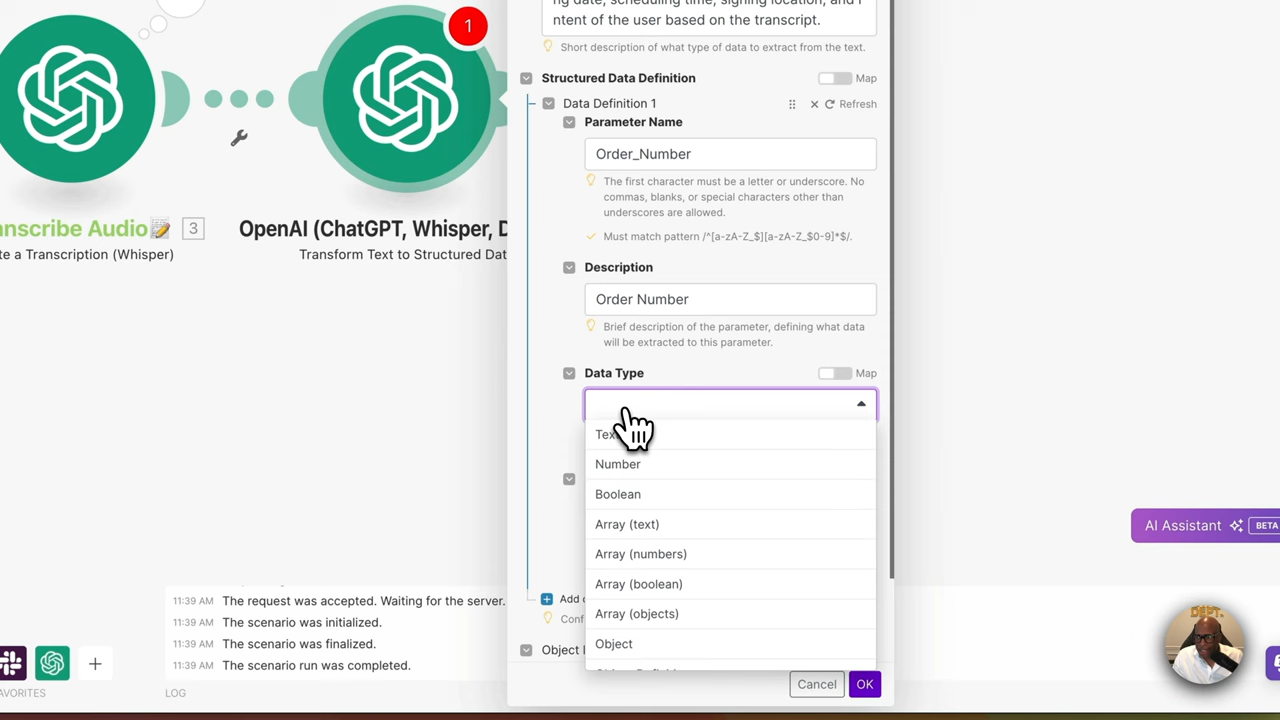 ng date, scheduling time, signing location, and i
ntent of the user based on the transcript.
Short description of what type of data to extract from the text.
Structured Data Definition
Map
Data Definition 1
Refresh
Parameter Name
Order_Number
The first character must be a letter or underscore. No
commas, blanks, or special characters other than
underscores are allowed.
Must match pattern /^[a-zA-Z_$][a-zA-Z_$0-9]*$/.
Description
Order Number
Brief description of the parameter, defining what data
will be extracted to this parameter.
Data Type
Map
Number
Boolean
Array (text)
Array (numbers)
Array (boolean)
Array (objects)
Object
Add
Object
Cancel
OK
1
nscribe Audio
3
te a Transcription (Whisper)
OpenAI (ChatGPT, Whisper, D
Transform Text to Structured Dat
AI Assistant
BETA
11:39 AM The request was accepted. Waiting for the server.
11:39 AM The scenario was initialized.
11:39 AM The scenario was finalized.
11:39 AM The scenario run was completed.
AVORITES
LOG
DEPT.